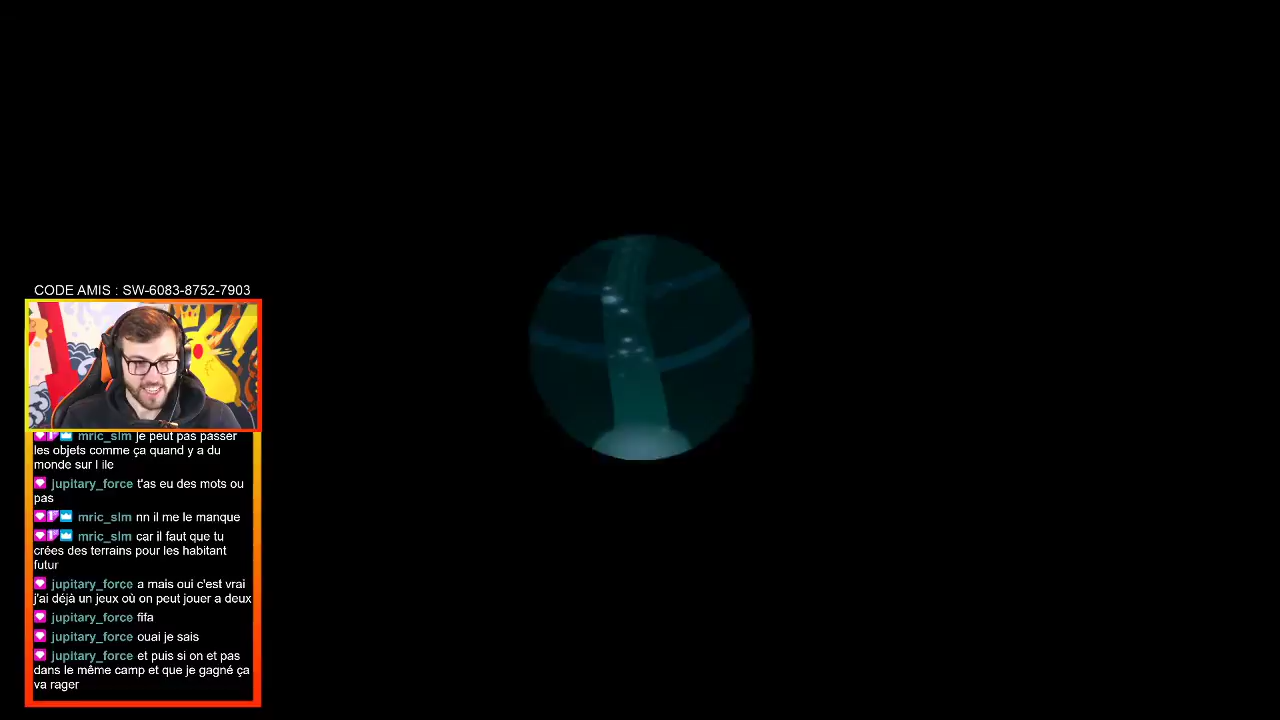 CODE AMIS : SW-6083-8752-7903
mric_slm je peut pas passer
les objets comme ça quand y a du
monde sur l ile
jupitary_force t'as eu des mots ou
pas
mric_slm nn il me le manque
mric_slm car il faut que tu
crées des terrains pour les habitant
futur
jupitary_force a mais oui c'est vrai
j'ai déjà un jeux où on peut jouer a deux
jupitary_force fifa
jupitary_force ouai je sais
jupitary_force et puis si on et pas
dans le même camp et que je gagné ça
va rager